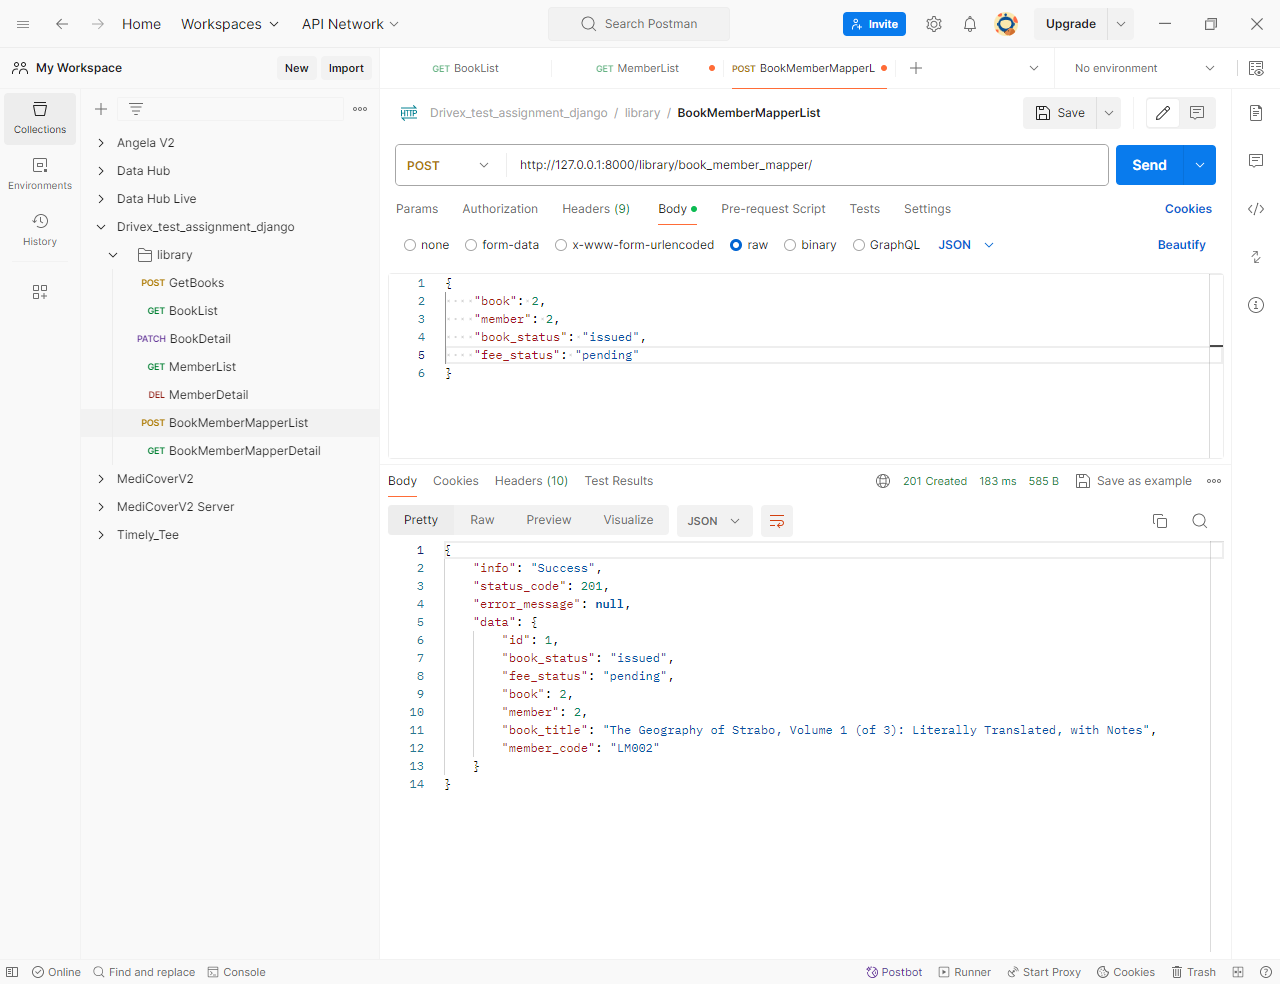 Home
Workspaces
API Network
Search Postman
Invite
Upgrade
My Workspace
New
Import
GET BookList
GET MemberList
POST BookMemberMapperL
No environment
Collections
Environments
History
Angela V2
Data Hub
Data Hub Live
Drivex_test_assignment_django
library
POST GetBooks
GET BookList
PATCH BookDetail
GET MemberList
DEL MemberDetail
POST BookMemberMapperList
GET BookMemberMapperDetail
MediCoverV2
MediCoverV2 Server
Timely_Tee
HTTP Drivex_test_assignment_django / library / BookMemberMapperList
Save
POST http://127.0.0.1:8000/library/book_member_mapper/
Send
Params Authorization Headers (9) Body Pre-request Script Tests Settings Cookies
none form-data x-www-form-urlencoded raw binary GraphQL JSON Beautify
1 {
2 "book": 2,
3 "member": 2,
4 "book_status": "issued",
5 "fee_status": "pending"
6 }
Body Cookies Headers (10) Test Results 201 Created 183 ms 585 B Save as example
Pretty Raw Preview Visualize JSON
1 {
2 "info": "Success",
3 "status_code": 201,
4 "error_message": null,
5 "data": {
6 "id": 1,
7 "book_status": "issued",
8 "fee_status": "pending",
9 "book": 2,
10 "member": 2,
11 "book_title": "The Geography of Strabo, Volume 1 (of 3): Literally Translated, with Notes",
12 "member_code": "LM002"
13 }
14 }
Online Find and replace Console Postbot Runner Start Proxy Cookies Trash